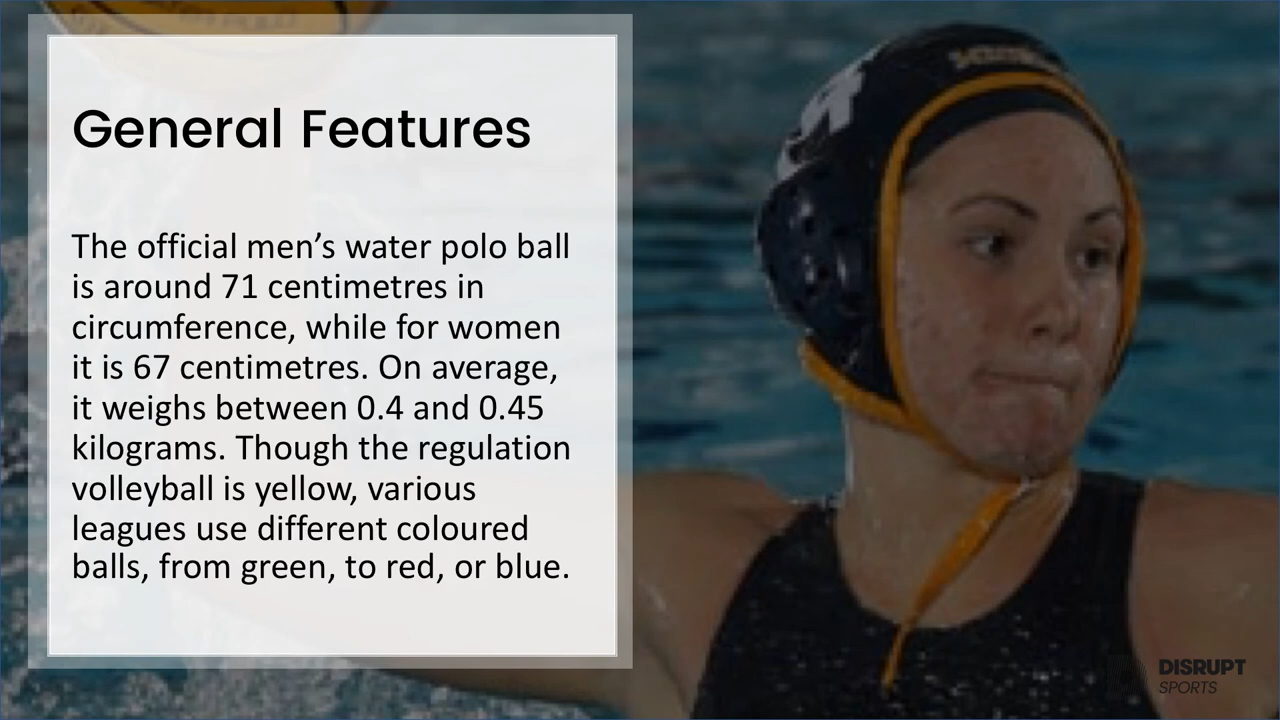 General Features
The official men’s water polo ball
is around 71 centimetres in
circumference, while for women
it is 67 centimetres. On average,
it weighs between 0.4 and 0.45
kilograms. Though the regulation
volleyball is yellow, various
leagues use different coloured
balls, from green, to red, or blue.
DISRUPT
SPORTS